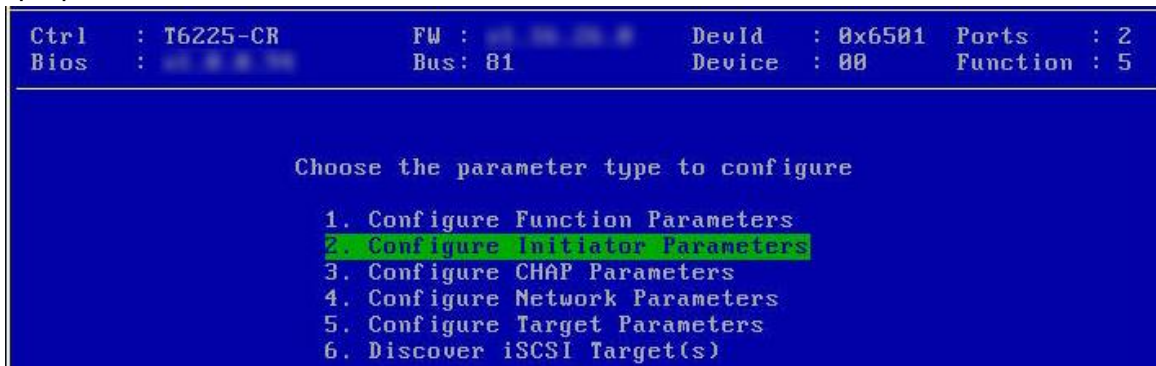 Ctrl : T6225-CR FW : DevId : 0x6501 Ports : 2
Bios : Bus: 81 Device : 00 Function : 5
Choose the parameter type to configure
1. Configure Function Parameters
2. Configure Initiator Parameters
3. Configure CHAP Parameters
4. Configure Network Parameters
5. Configure Target Parameters
6. Discover iSCSI Target(s)